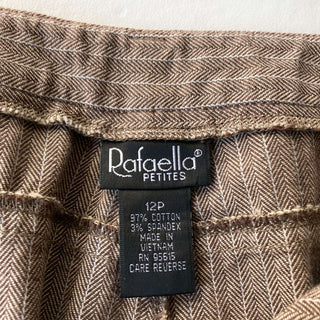 Rafaella®
PETITES
12P
97% COTTON
3% SPANDEX
MADE IN
VIETNAM
RN 95615
CARE REVERSE